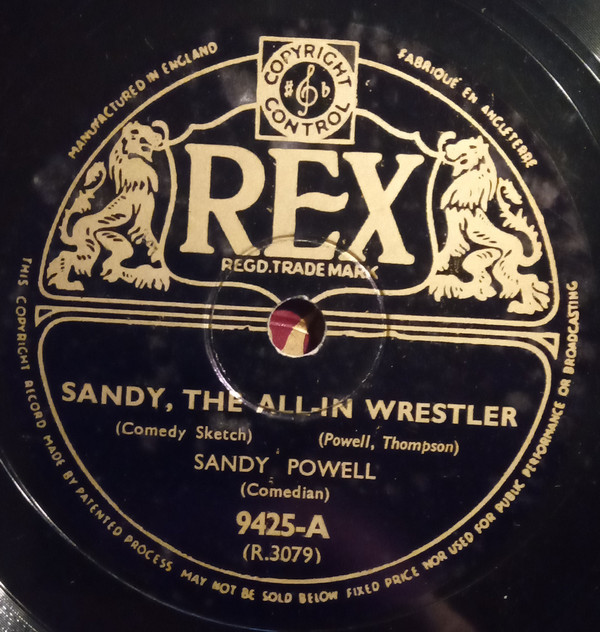 MANUFACTURED IN ENGLAND
FABRIQUÉ EN ANGLETERRE
COPYRIGHT
♯ 𝄞 ♭
CONTROL
REX
REGD. TRADE MARK
SANDY, THE ALL-IN WRESTLER
(Comedy Sketch) (Powell, Thompson)
SANDY POWELL
(Comedian)
9425-A
(R.3079)
THIS COPYRIGHT RECORD MADE BY PATENTED PROCESS MAY NOT BE SOLD BELOW FIXED PRICE NOR USED FOR PUBLIC PERFORMANCE OR BROADCASTING